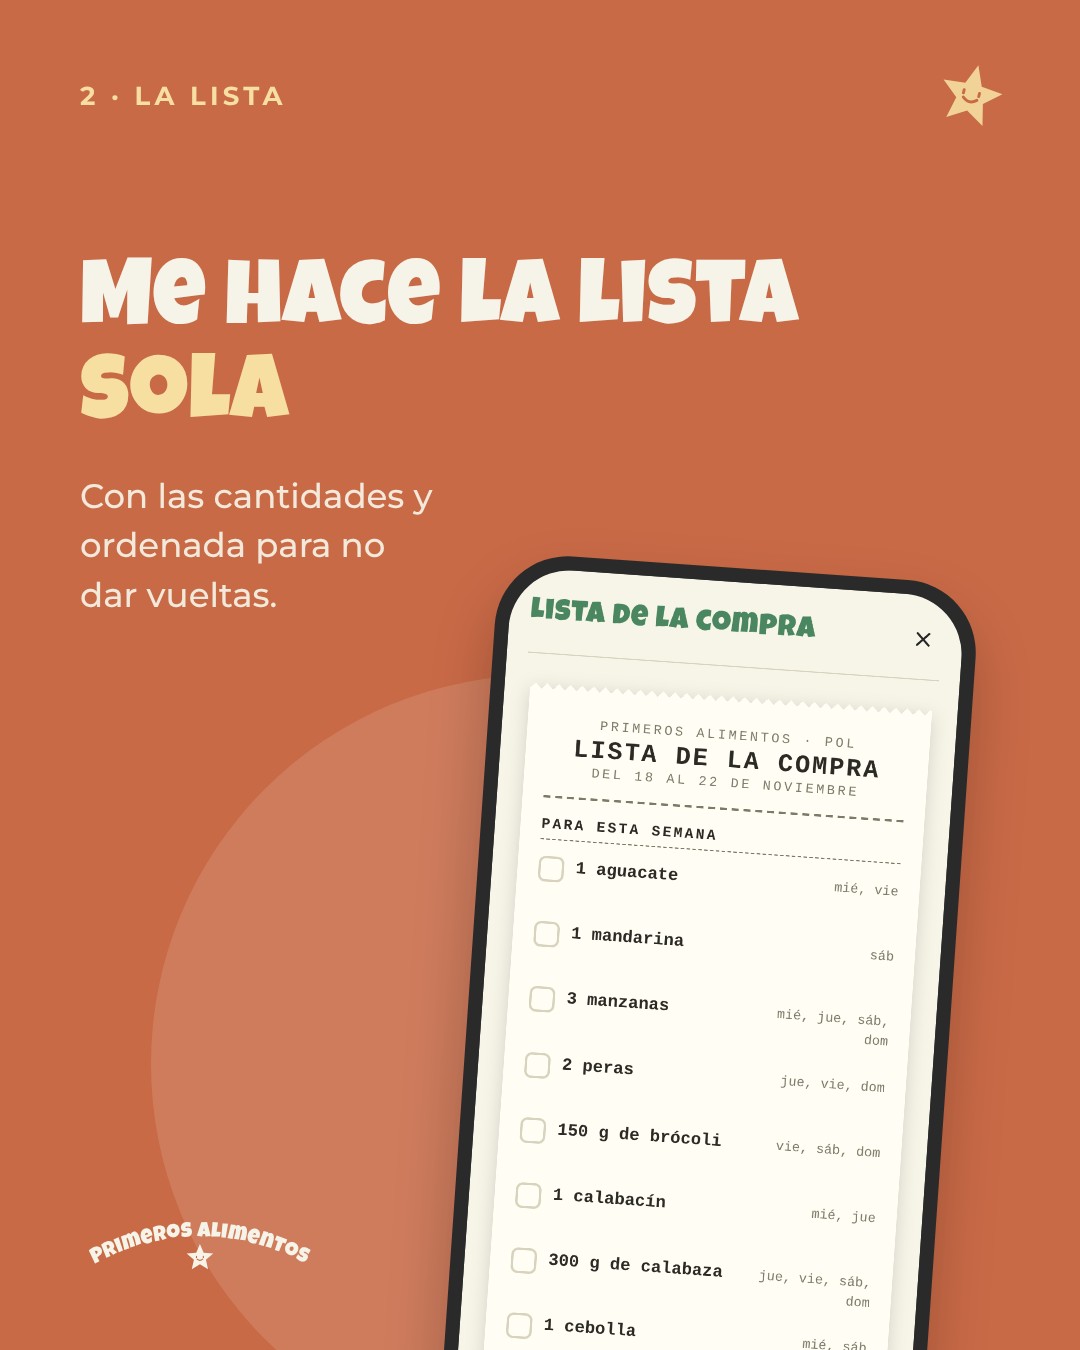 2 · LA LISTA
Me HACe LA LISTA
SOLA
Con las cantidades y
ordenada para no
dar vueltas.
LISTA De LA COMPRA
×
PRIMEROS ALIMENTOS · POL
LISTA DE LA COMPRA
DEL 18 AL 22 DE NOVIEMBRE
PARA ESTA SEMANA
1 aguacate mié, vie
1 mandarina sáb
3 manzanas mié, jue, sáb,
dom
2 peras jue, vie, dom
150 g de brócoli vie, sáb, dom
1 calabacín mié, jue
300 g de calabaza jue, vie, sáb,
dom
1 cebolla mié, sáb
PRIMEROS ALIMENTOS